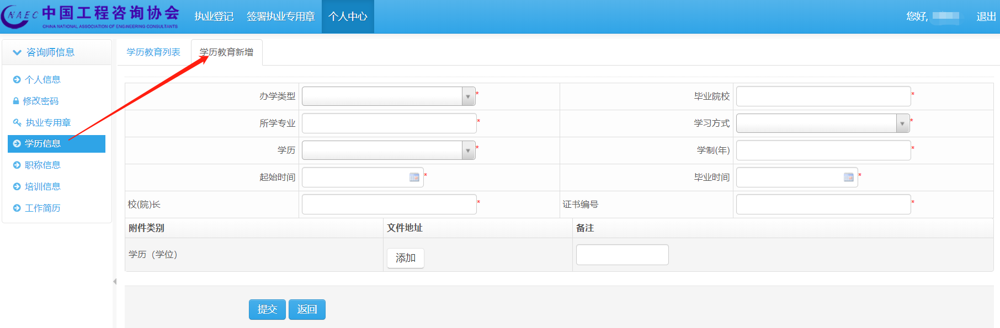 NAEC 中国工程咨询协会
CHINA NATIONAL ASSOCIATION OF ENGINEERING CONSULTANTS
执业登记 签署执业专用章 个人中心 您好, 退出
咨询师信息
个人信息
修改密码
执业专用章
学历信息
职称信息
培训信息
工作简历
学历教育列表 学历教育新增
办学类型 * 毕业院校 *
所学专业 * 学习方式 *
学历 * 学制(年) *
起始时间 * 毕业时间 *
校(院)长 * 证书编号 *
附件类别 文件地址 备注
学历（学位） 添加
提交 返回